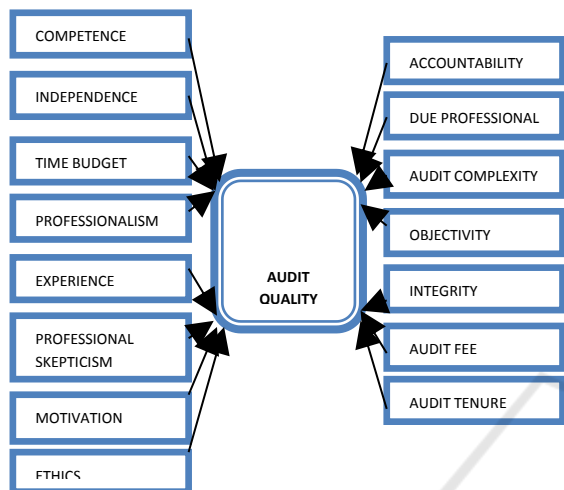 COMPETENCE
INDEPENDENCE
TIME BUDGET
PROFESSIONALISM
EXPERIENCE
PROFESSIONAL
SKEPTICISM
MOTIVATION
ETHICS
AUDIT
QUALITY
ACCOUNTABILITY
DUE PROFESSIONAL
AUDIT COMPLEXITY
OBJECTIVITY
INTEGRITY
AUDIT FEE
AUDIT TENURE